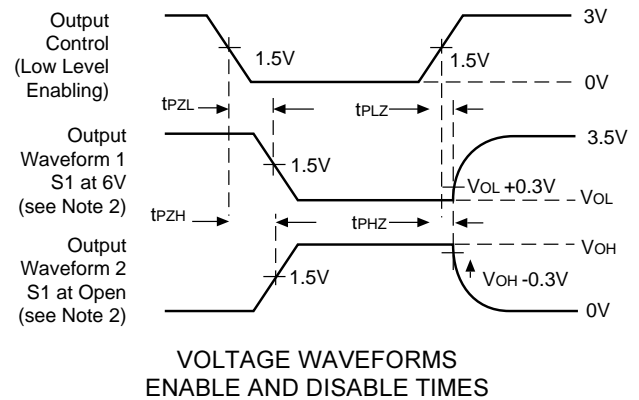 Output
Control
(Low Level
Enabling)
3V
1.5V
1.5V
0V
tPZL
tPLZ
Output
Waveform 1
S1 at 6V
(see Note 2)
3.5V
1.5V
VOL +0.3V
VOL
tPZH
tPHZ
Output
Waveform 2
S1 at Open
(see Note 2)
VOH
1.5V
VOH -0.3V
0V
VOLTAGE WAVEFORMS
ENABLE AND DISABLE TIMES